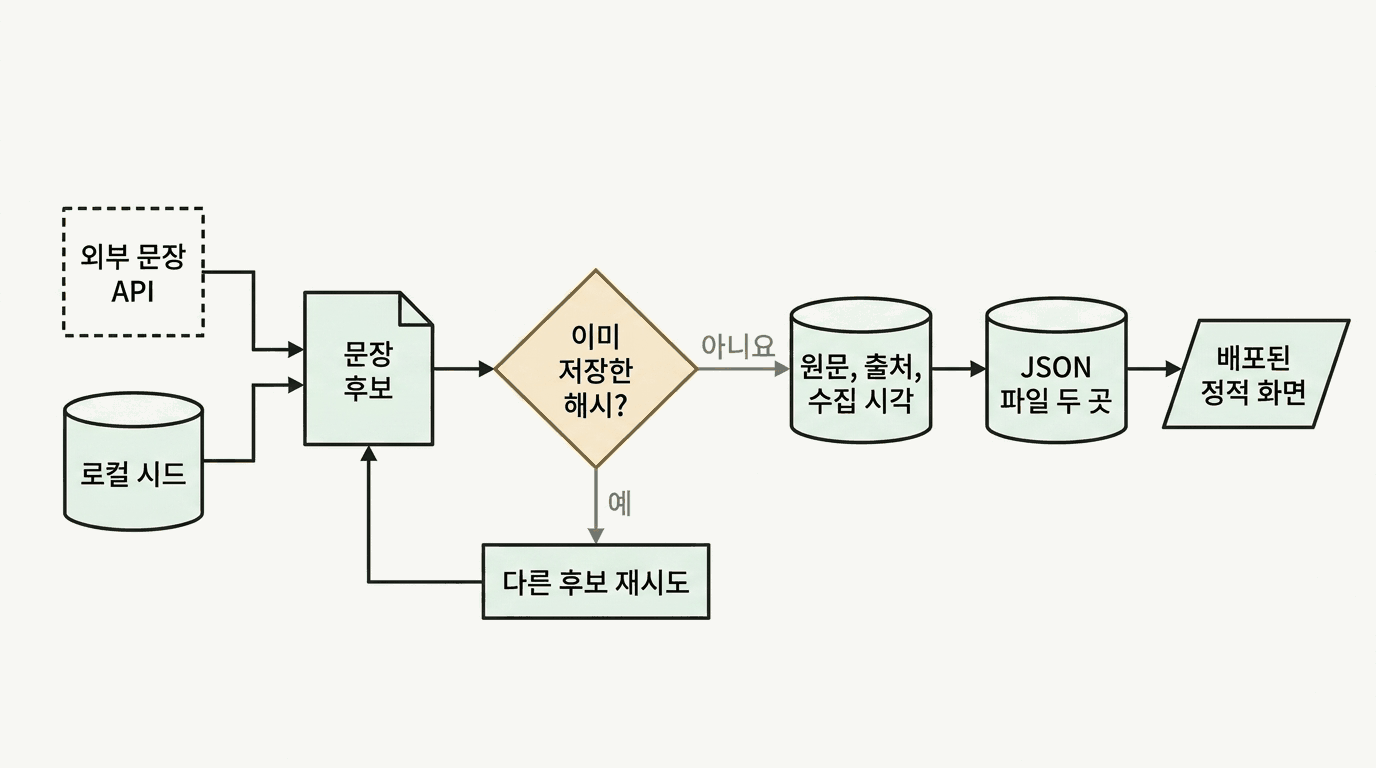 외부 문장
API
로컬 시드
문장
후보
이미
저장한
해시?
아니요
예
다른 후보 재시도
원문, 출처,
수집 시각
JSON
파일 두 곳
배포된
정적 화면